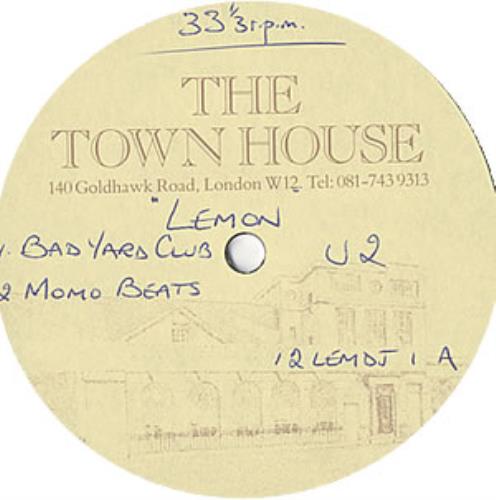 33⅓r.p.m.
THE
TOWN HOUSE
140 Goldhawk Road, London W12. Tel: 081-743 9313
"LEMON"
1. BAD YARD CLUB U2
2 MOMO BEATS
12 LEMDJ 1 A